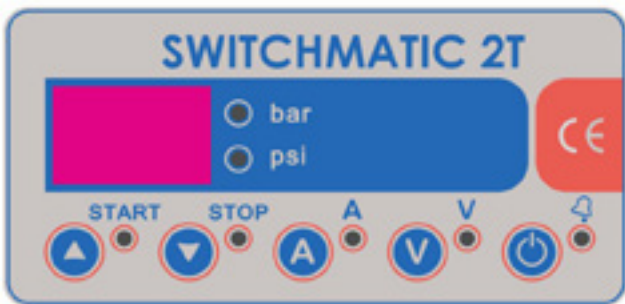 SWITCHMATIC 2T
bar
psi
CE
START STOP A V
A V